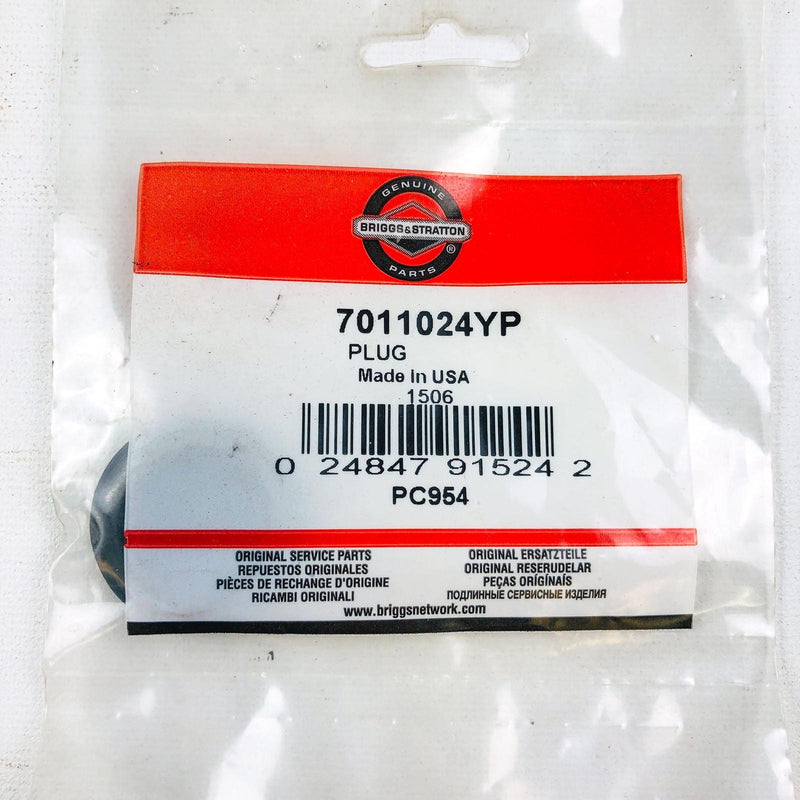 GENUINE
BRIGGS & STRATTON
®
PARTS
7011024YP
PLUG
Made In USA
1506
0 24847 91524 2
PC954
ORIGINAL SERVICE PARTS
REPUESTOS ORIGINALES
PIÈCES DE RECHANGE D'ORIGINE
RICAMBI ORIGINALI
ORIGINAL ERSATZTEILE
ORIGINAL RESERUDELAR
PEÇAS ORÍGÍNAIS
ПОДЛИННЫЕ СЕРВИСНЫЕ ИЗДЕЛИЯ
www.briggsnetwork.com